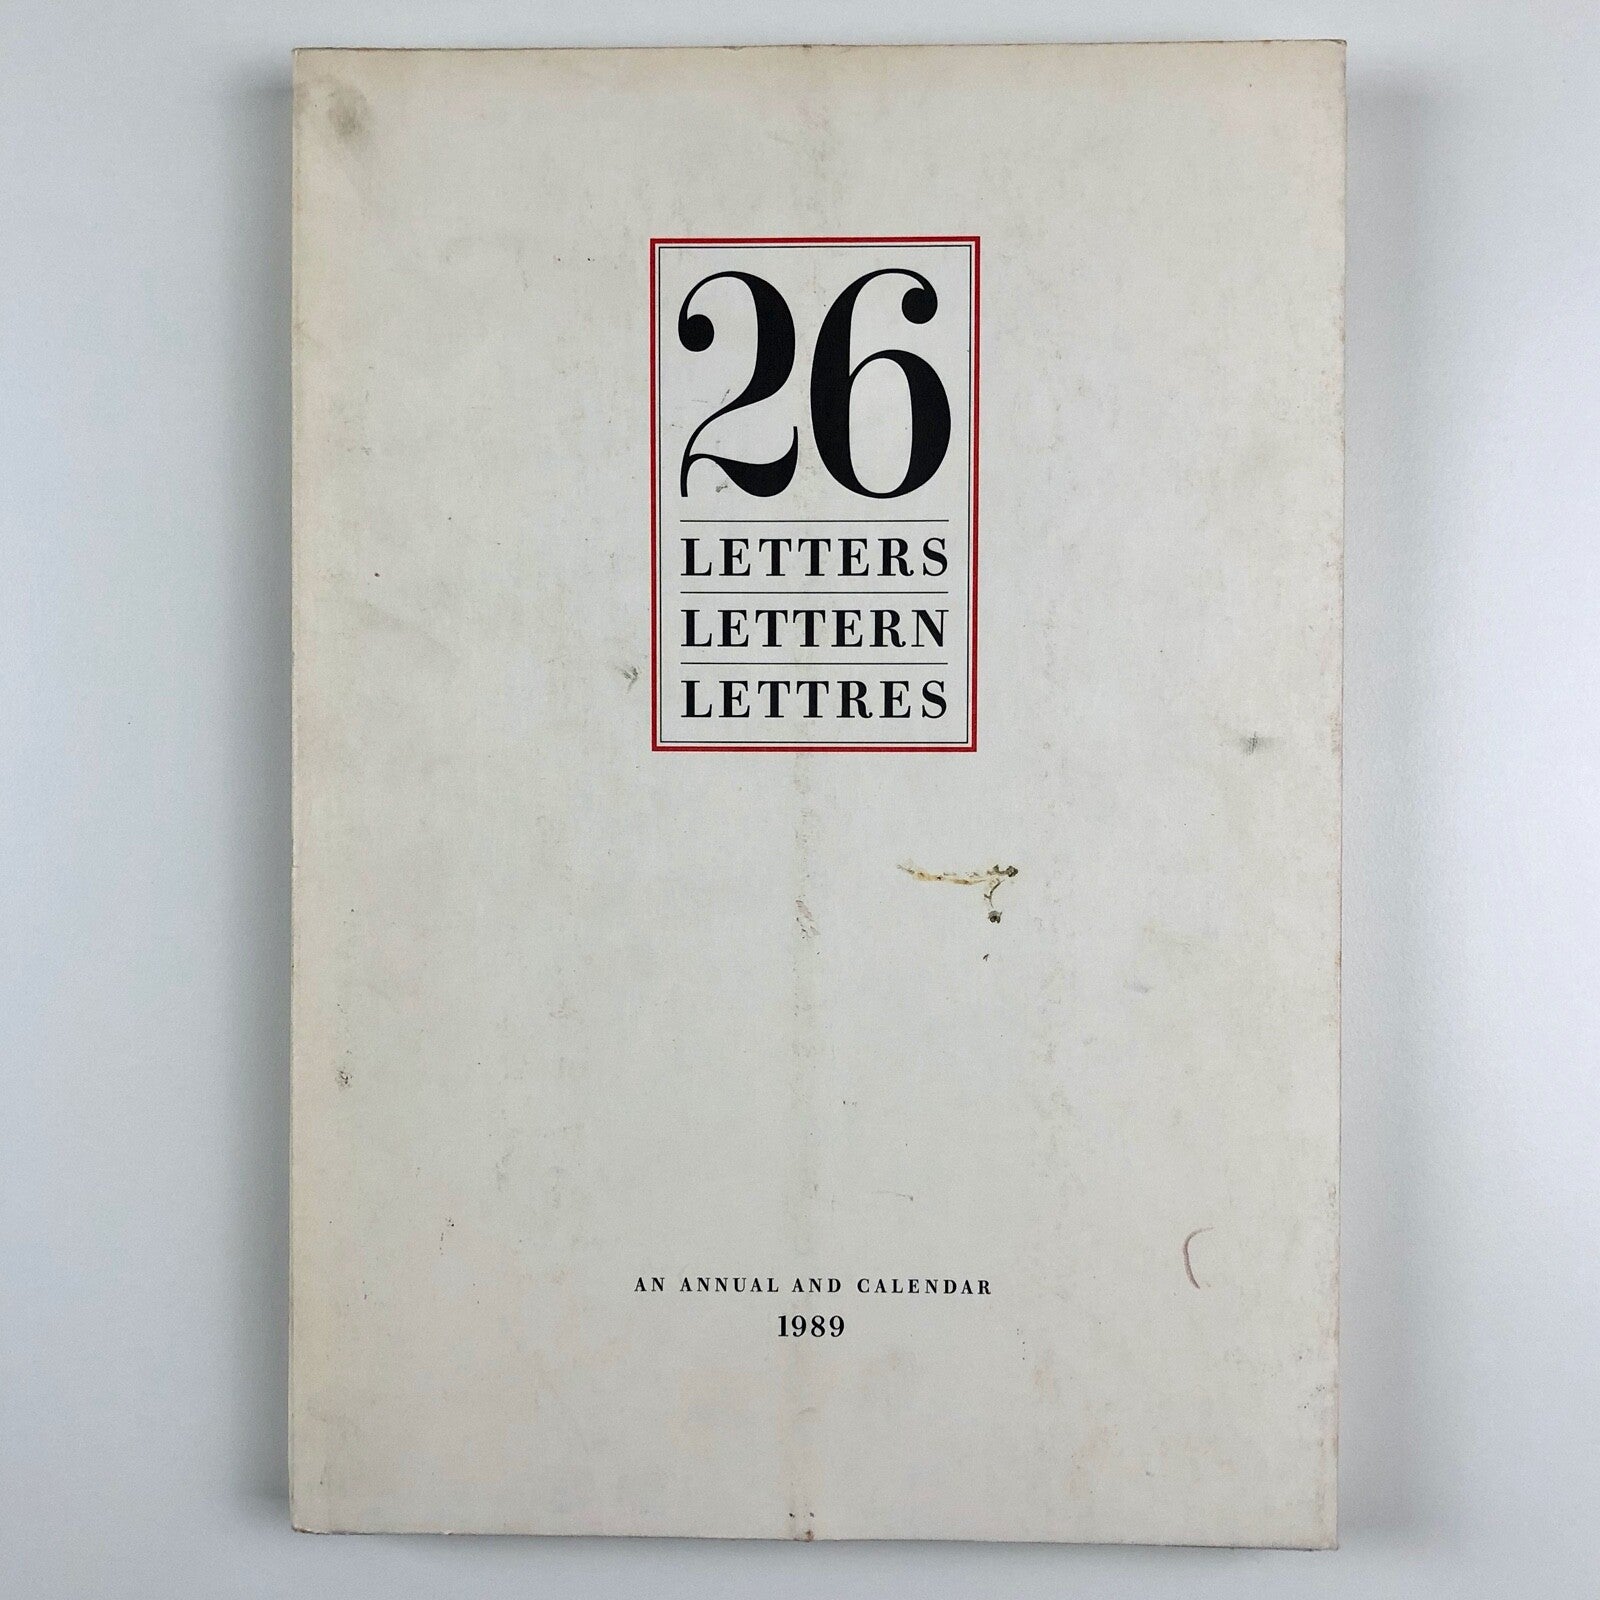 26
LETTERS
LETTERN
LETTRES
AN ANNUAL AND CALENDAR
1989